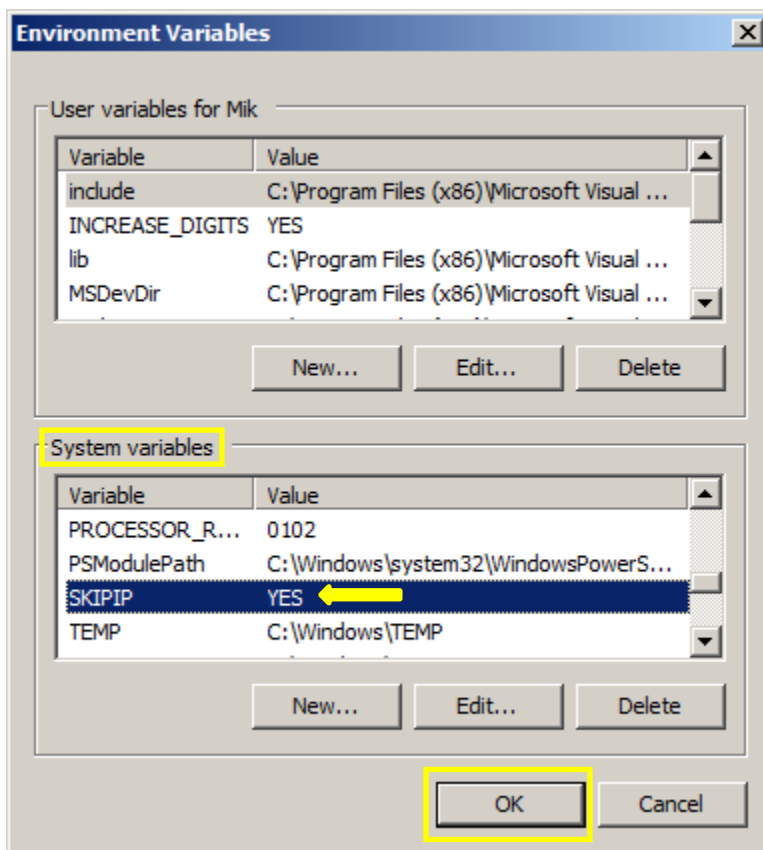 Environment Variables
User variables for Mik
Variable Value
include C:\Program Files (x86)\Microsoft Visual ...
INCREASE_DIGITS YES
lib C:\Program Files (x86)\Microsoft Visual ...
MSDevDir C:\Program Files (x86)\Microsoft Visual ...
New... Edit... Delete
System variables
Variable Value
PROCESSOR_R... 0102
PSModulePath C:\Windows\system32\WindowsPowerS...
SKIPIP YES
TEMP C:\Windows\TEMP
New... Edit... Delete
OK Cancel